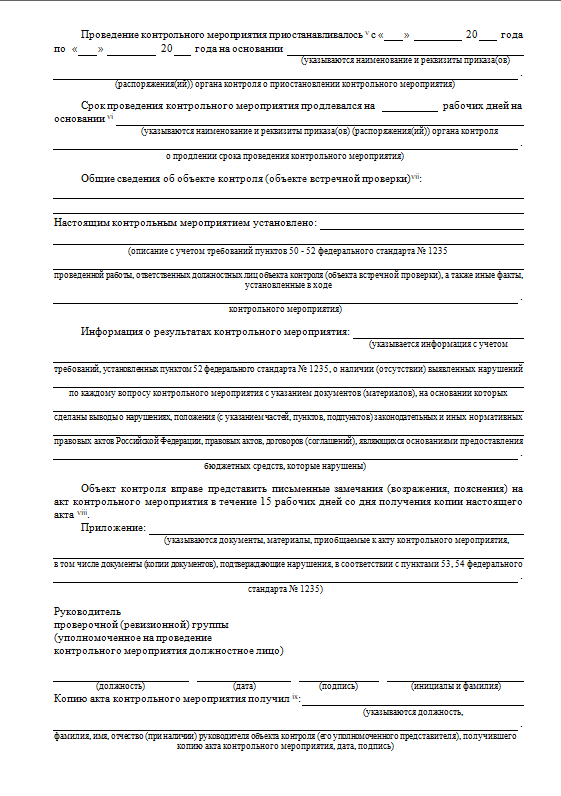 Проведение контрольного мероприятия приостанавливалось v с «___» ________ 20___ года
по «___» ________ 20___ года на основании ________
(указываются наименование и реквизиты приказа(ов)
________.
(распоряжения(ий)) органа контроля о приостановлении контрольного мероприятия)
Срок проведения контрольного мероприятия продлевался на ________ рабочих дней на
основании vi ________
(указываются наименование и реквизиты приказа(ов) (распоряжения(ий)) органа контроля
________.
о продлении срока проведения контрольного мероприятия)
Общие сведения об объекте контроля (объекте встречной проверки)vii:
Настоящим контрольным мероприятием установлено: ________
(описание с учетом требований пунктов 50 - 52 федерального стандарта № 1235
проведенной работы, ответственных должностных лиц объекта контроля (объекта встречной проверки), а также иные факты,
установленные в ходе
________.
контрольного мероприятия)
Информация о результатах контрольного мероприятия: ________
(указывается информация с учетом
требований, установленных пунктом 52 федерального стандарта № 1235, о наличии (отсутствии) выявленных нарушений
по каждому вопросу контрольного мероприятия с указанием документов (материалов), на основании которых
сделаны выводы о нарушениях, положения (с указанием частей, пунктов, подпунктов) законодательных и иных нормативных
правовых актов Российской Федерации, правовых актов, договоров (соглашений), являющихся основаниями предоставления
________.
бюджетных средств, которые нарушены)
Объект контроля вправе представить письменные замечания (возражения, пояснения) на
акт контрольного мероприятия в течение 15 рабочих дней со дня получения копии настоящего
акта viii.
Приложение: ________
(указываются документы, материалы, приобщаемые к акту контрольного мероприятия,
в том числе документы (копии документов), подтверждающие нарушения, в соответствии с пунктами 53, 54 федерального
________.
стандарта № 1235)
Руководитель
проверочной (ревизионной) группы
(уполномоченное на проведение
контрольного мероприятия должностное лицо)
(должность) (дата) (подпись) (инициалы и фамилия)
Копию акта контрольного мероприятия получил ix: ________
(указываются должность,
________.
фамилия, имя, отчество (при наличии) руководителя объекта контроля (его уполномоченного представителя), получившего
копию акта контрольного мероприятия, дата, подпись)